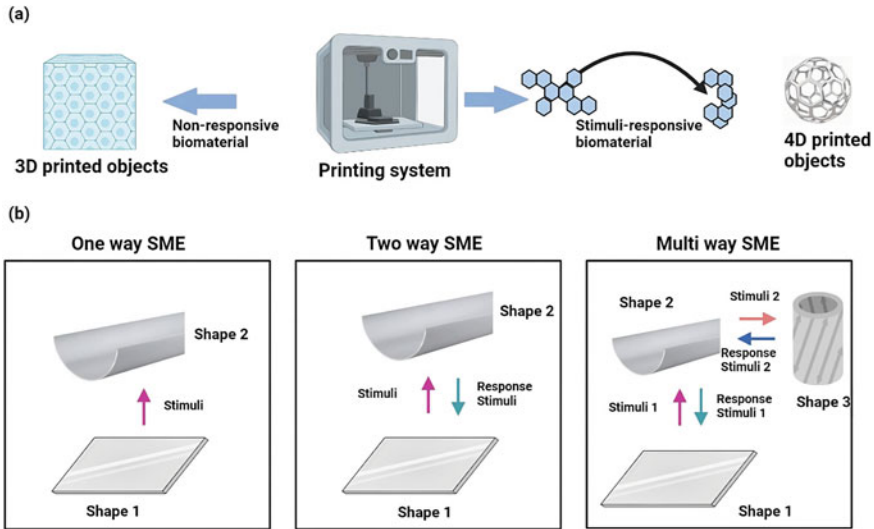 (a)
Non-responsive
biomaterial
3D printed objects
Printing system
Stimuli-responsive
biomaterial
4D printed
objects
(b)
One way SME
Shape 2
Stimuli
Shape 1
Two way SME
Shape 2
Stimuli
Response
Stimuli
Shape 1
Multi way SME
Shape 2
Stimuli 2
Response
Stimuli 2
Shape 3
Stimuli 1
Response
Stimuli 1
Shape 1